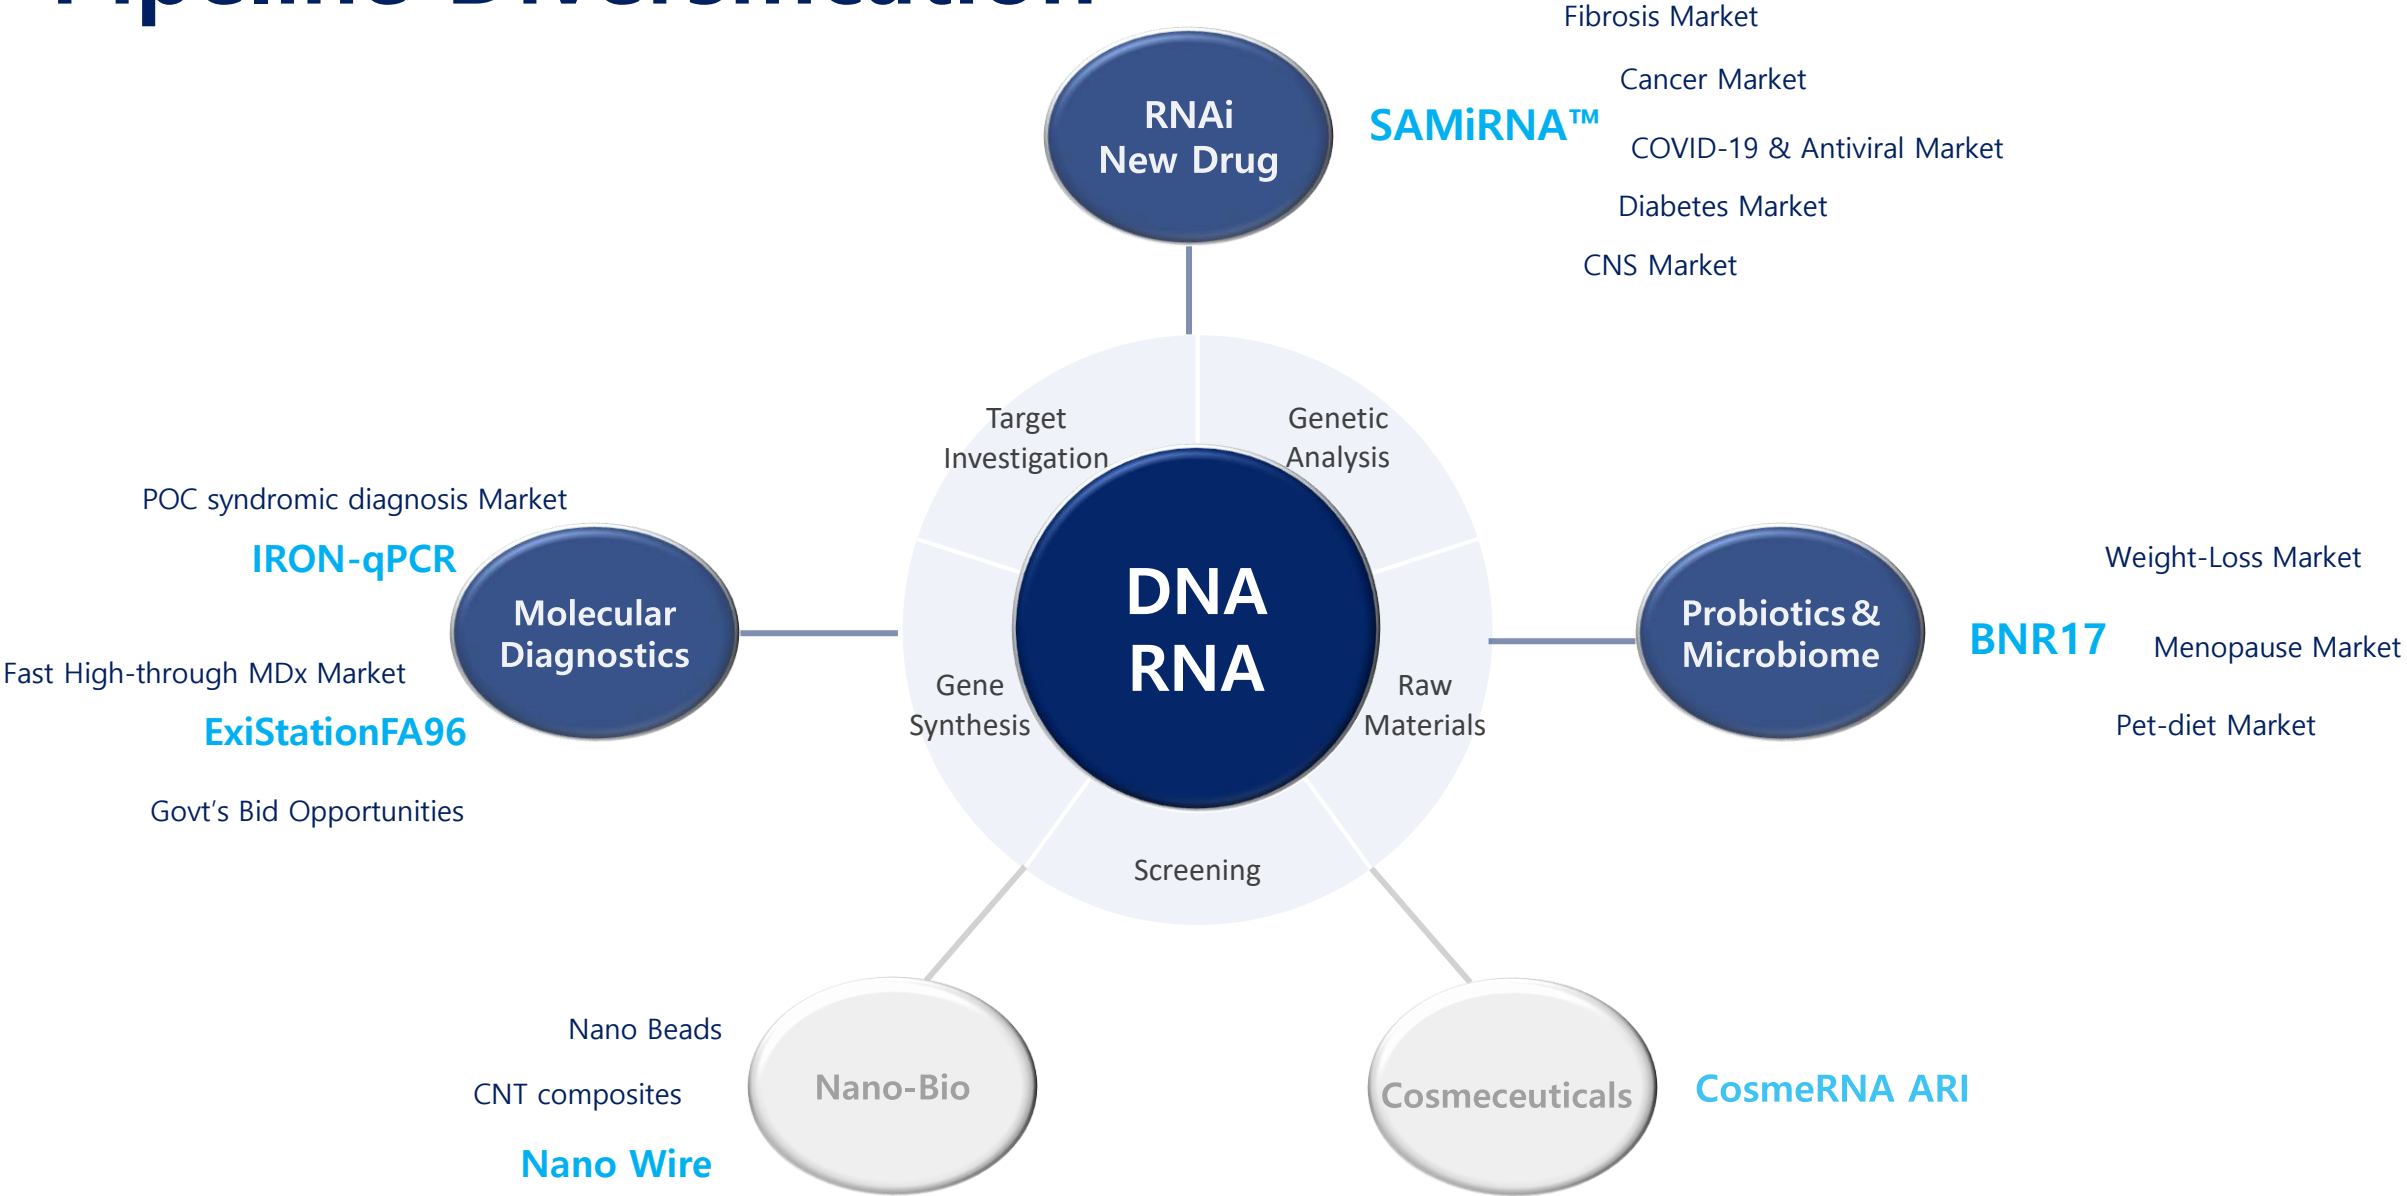 Pipeline Diversification
Fibrosis Market
Cancer Market
RNAi
New Drug
SAMiRNA™
COVID-19 & Antiviral Market
Diabetes Market
CNS Market
Target
Investigation
Genetic
Analysis
POC syndromic diagnosis Market
IRON-qPCR
Molecular
Diagnostics
Fast High-through MDx Market
ExiStationFA96
Govt’s Bid Opportunities
DNA
RNA
Gene
Synthesis
Raw
Materials
Screening
Probiotics &
Microbiome
Weight-Loss Market
BNR17
Menopause Market
Pet-diet Market
Nano Beads
CNT composites
Nano Wire
Nano-Bio
Cosmeceuticals
CosmeRNA ARI